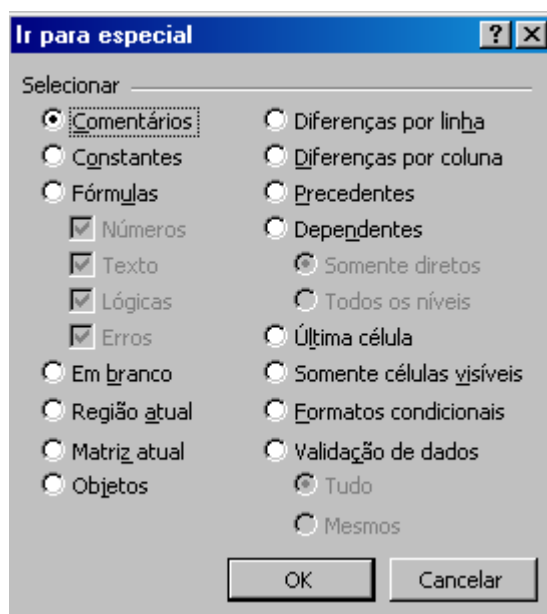 Ir para especial
Selecionar
Comentários
Constantes
Fórmulas
Números
Texto
Lógicas
Erros
Em branco
Região atual
Matriz atual
Objetos
Diferenças por linha
Diferenças por coluna
Precedentes
Dependentes
Somente diretos
Todos os níveis
Última célula
Somente células visíveis
Formatos condicionais
Validação de dados
Tudo
Mesmos
OK
Cancelar